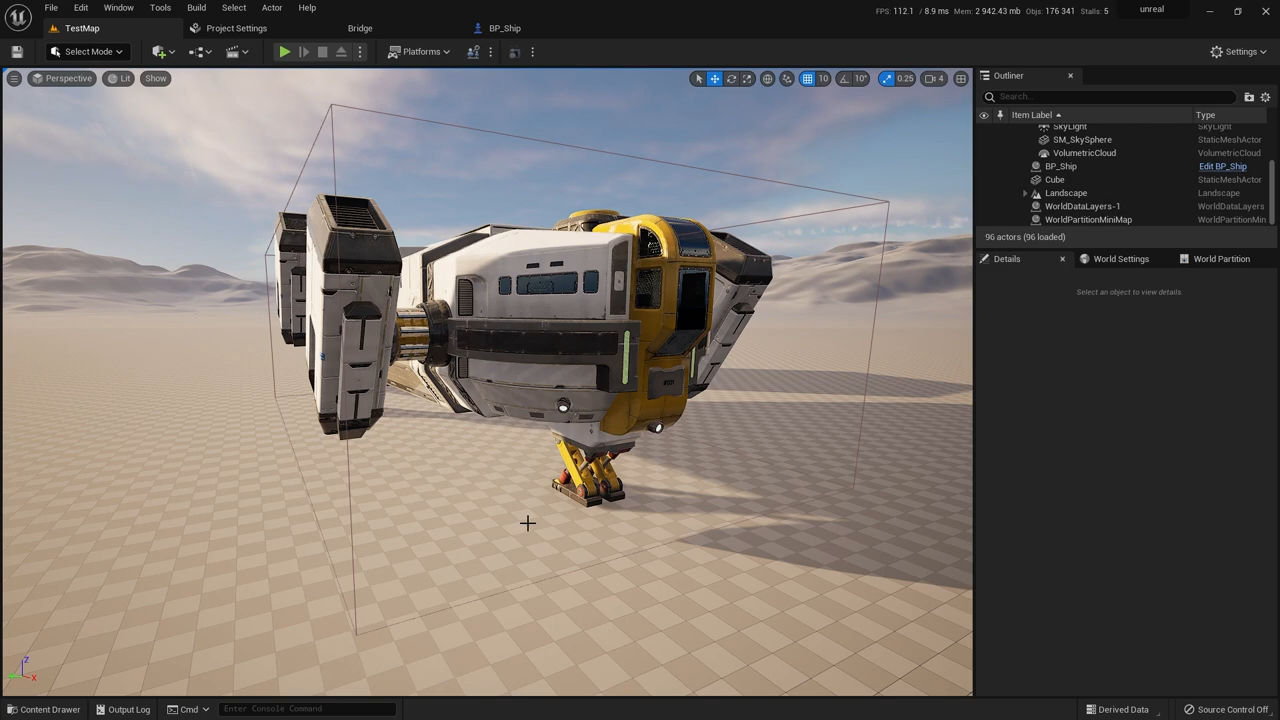 File Edit Window Tools Build Select Actor Help
FPS: 112.1 / 8.9 ms Mem: 2 942.43 mb Objs: 176 341 Stalls: 5 unreal
TestMap Project Settings Bridge BP_Ship
Select Mode Platforms Settings
Perspective Lit Show 10 10° 0.25 4
Outliner
Search...
Item Label Type
SkyLight SkyLight
SM_SkySphere StaticMeshActor
VolumetricCloud VolumetricCloud
BP_Ship Edit BP_Ship
Cube StaticMeshActor
Landscape Landscape
WorldDataLayers-1 WorldDataLayers
WorldPartitionMiniMap WorldPartitionMin
96 actors (96 loaded)
Details World Settings World Partition
Select an object to view details.
Z
X
Content Drawer Output Log Cmd Enter Console Command Derived Data Source Control Off